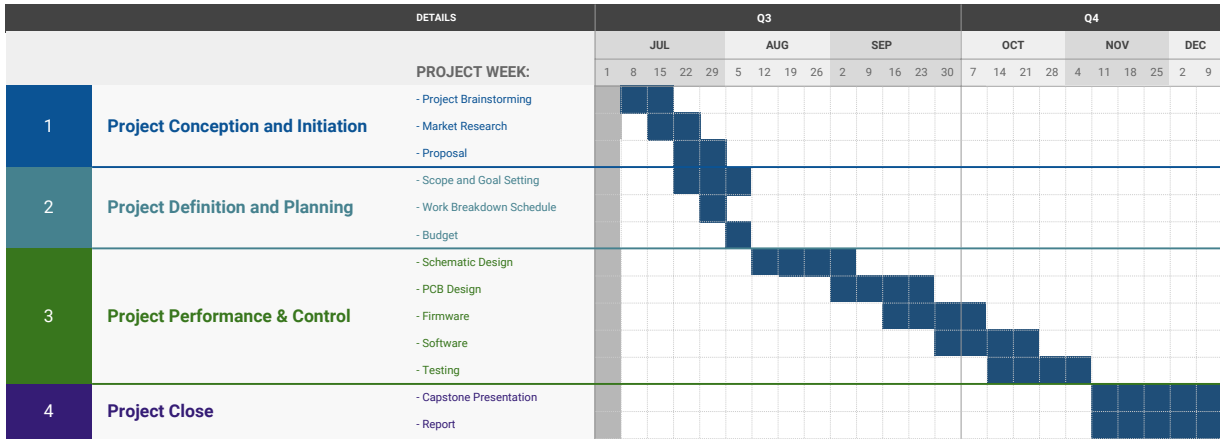 DETAILS Q3 Q4
JUL AUG SEP OCT NOV DEC
PROJECT WEEK: 1 8 15 22 29 5 12 19 26 2 9 16 23 30 7 14 21 28 4 11 18 25 2 9
1 Project Conception and Initiation
- Project Brainstorming
- Market Research
- Proposal
2 Project Definition and Planning
- Scope and Goal Setting
- Work Breakdown Schedule
- Budget
3 Project Performance & Control
- Schematic Design
- PCB Design
- Firmware
- Software
- Testing
4 Project Close
- Capstone Presentation
- Report